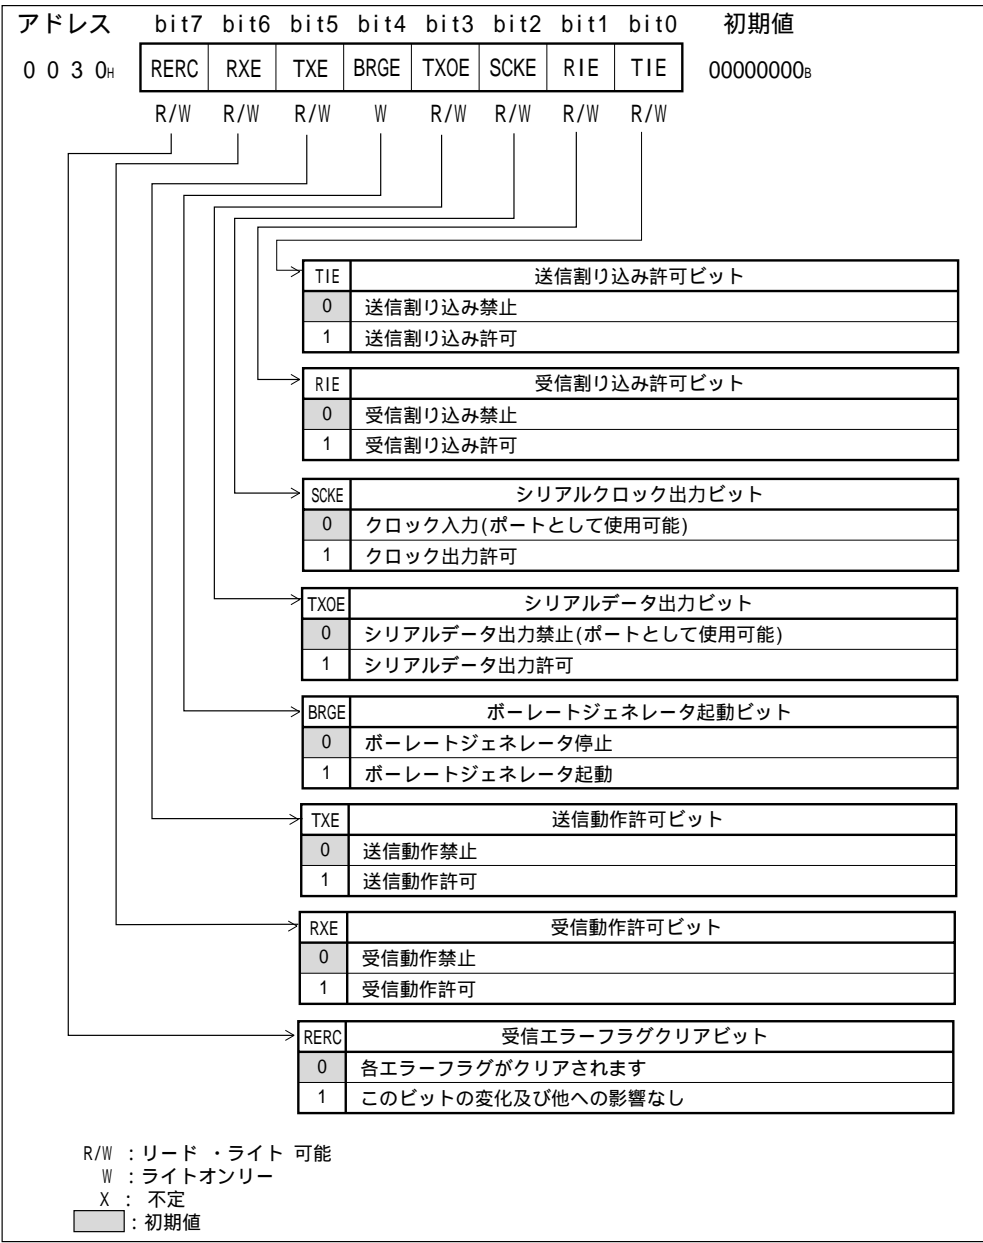 アドレス bit7 bit6 bit5 bit4 bit3 bit2 bit1 bit0 初期値
0030H RERC RXE TXE BRGE TXOE SCKE RIE TIE 00000000B
R/W R/W R/W W R/W R/W R/W R/W
TIE 送信割り込み許可ビット
0 送信割り込み禁止
1 送信割り込み許可
RIE 受信割り込み許可ビット
0 受信割り込み禁止
1 受信割り込み許可
SCKE シリアルクロック出力ビット
0 クロック入力(ポートとして使用可能)
1 クロック出力許可
TXOE シリアルデータ出力ビット
0 シリアルデータ出力禁止(ポートとして使用可能)
1 シリアルデータ出力許可
BRGE ボーレートジェネレータ起動ビット
0 ボーレートジェネレータ停止
1 ボーレートジェネレータ起動
TXE 送信動作許可ビット
0 送信動作禁止
1 送信動作許可
RXE 受信動作許可ビット
0 受信動作禁止
1 受信動作許可
RERC 受信エラーフラグクリアビット
0 各エラーフラグがクリアされます
1 このビットの変化及び他への影響なし
R/W :リード ・ライト 可能
W :ライトオンリー
X : 不定
:初期値